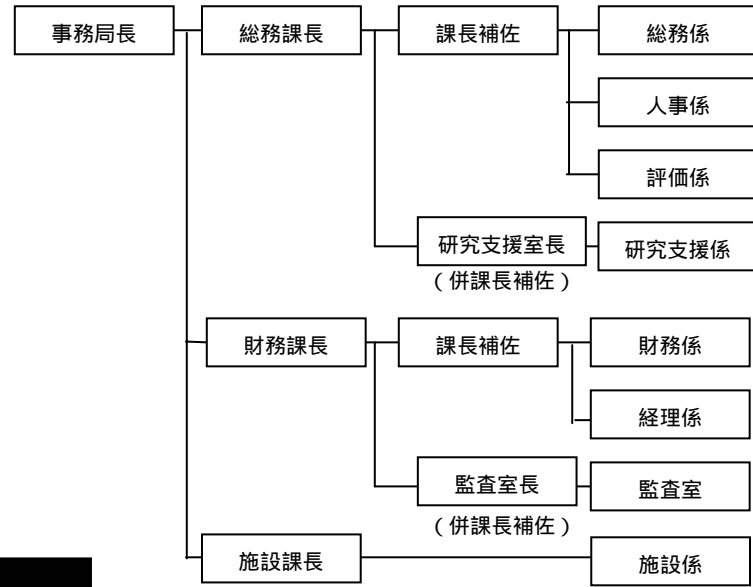 事務局長
総務課長
課長補佐
総務係
人事係
評価係
研究支援室長
（併課長補佐）
研究支援係
財務課長
課長補佐
財務係
経理係
監査室長
（併課長補佐）
監査室
施設課長
施設係